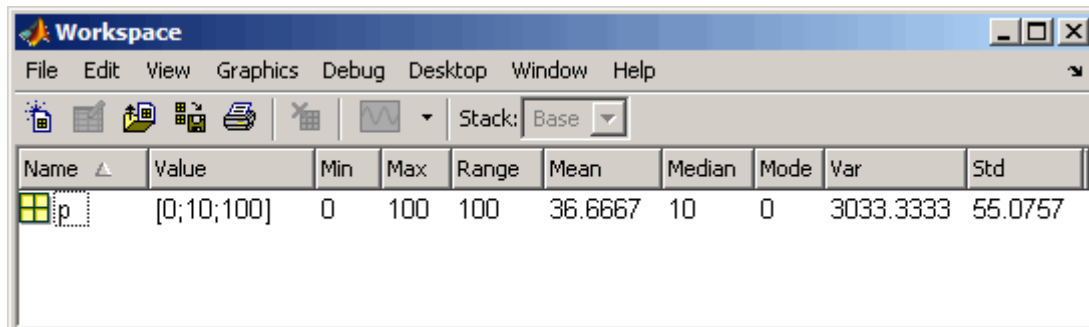 Workspace
File Edit View Graphics Debug Desktop Window Help
Stack: Base
Name Value Min Max Range Mean Median Mode Var Std
p [0;10;100] 0 100 100 36.6667 10 0 3033.3333 55.0757